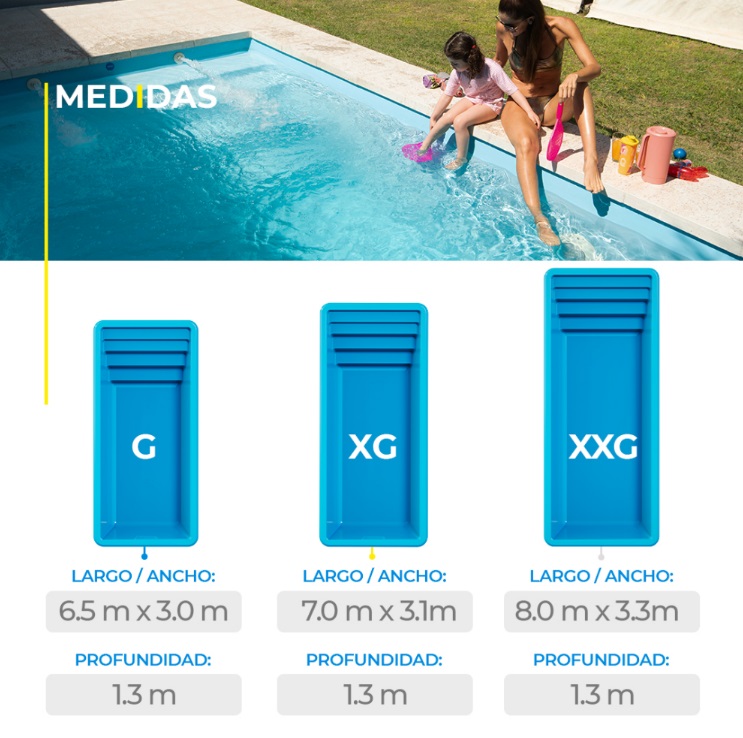 MEDIDAS
G
XG
XXG
LARGO / ANCHO:
6.5 m x 3.0 m
LARGO / ANCHO:
7.0 m x 3.1m
LARGO / ANCHO:
8.0 m x 3.3m
PROFUNDIDAD:
1.3 m
PROFUNDIDAD:
1.3 m
PROFUNDIDAD:
1.3 m